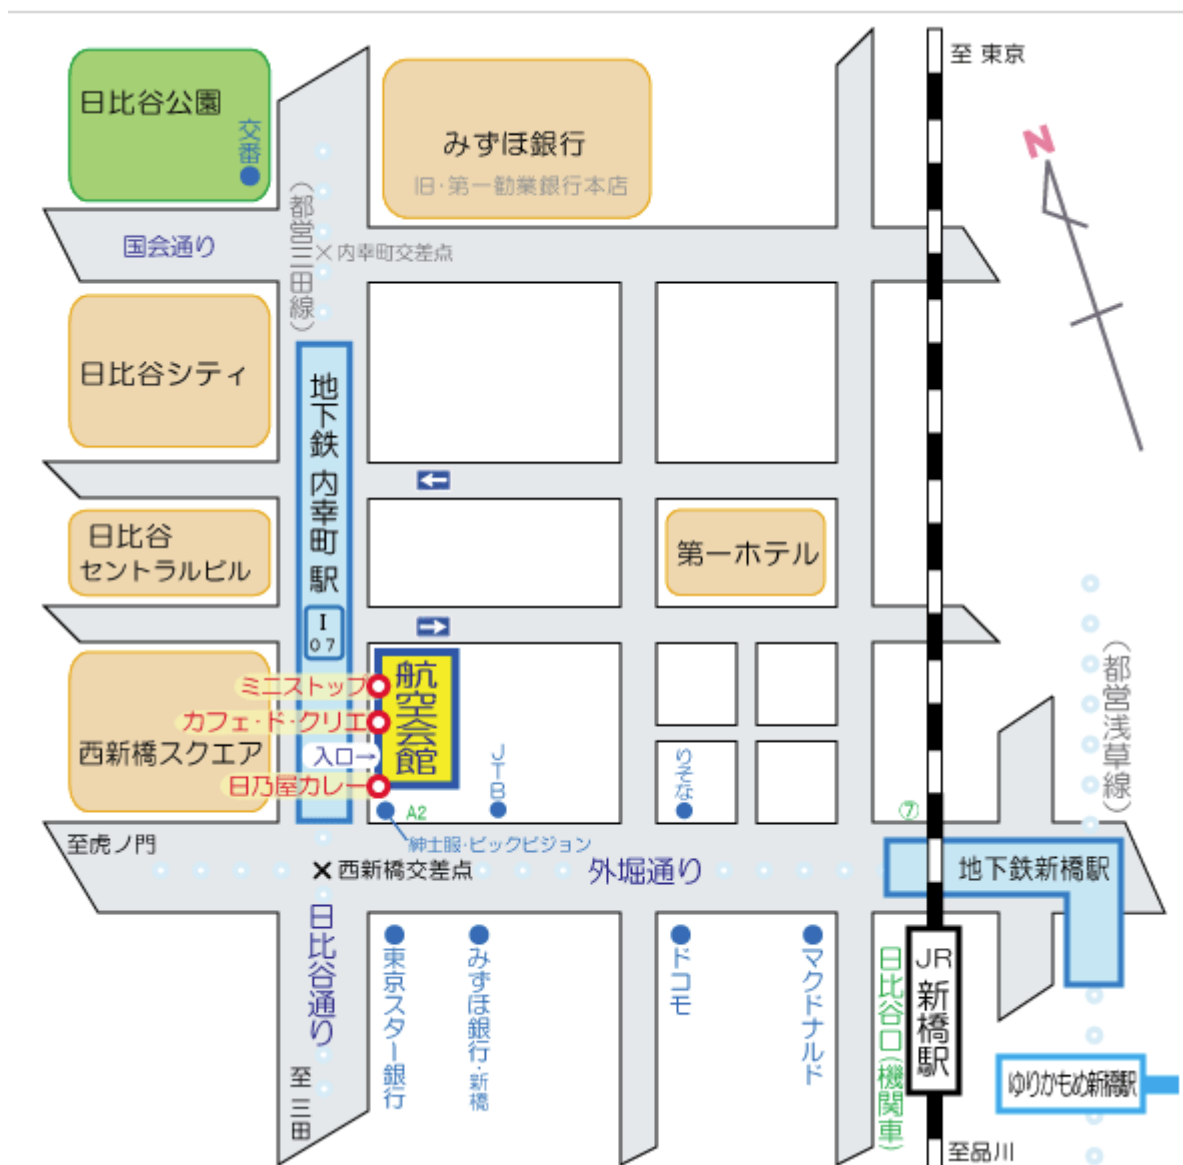 至 東京
N
日比谷公園
交番
みずほ銀行
旧・第一勧業銀行本店
(都営三田線)
国会通り
×内幸町交差点
日比谷シティ
地下鉄 内幸町 駅
I
07
日比谷
セントラルビル
第一ホテル
(都営浅草線)
航空会館
ミニストップ
カフェ・ド・クリエ
入口→
日乃屋カレー
西新橋スクエア
JTB
りそな
A2
⑦
紳士服・ビックビジョン
至虎ノ門
×西新橋交差点
外堀通り
地下鉄新橋駅
日比谷通り
東京スター銀行
みずほ銀行・新橋
ドコモ
マクドナルド
日比谷口(機関車)
JR
新橋駅
ゆりかもめ新橋駅
至 三田
至品川